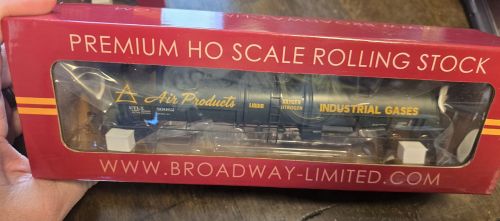 PREMIUM HO SCALE ROLLING STOCK
Air Products
LIQUID
OXYGEN
NITROGEN
INDUSTRIAL GASES
WWW.BROADWAY-LIMITED.COM